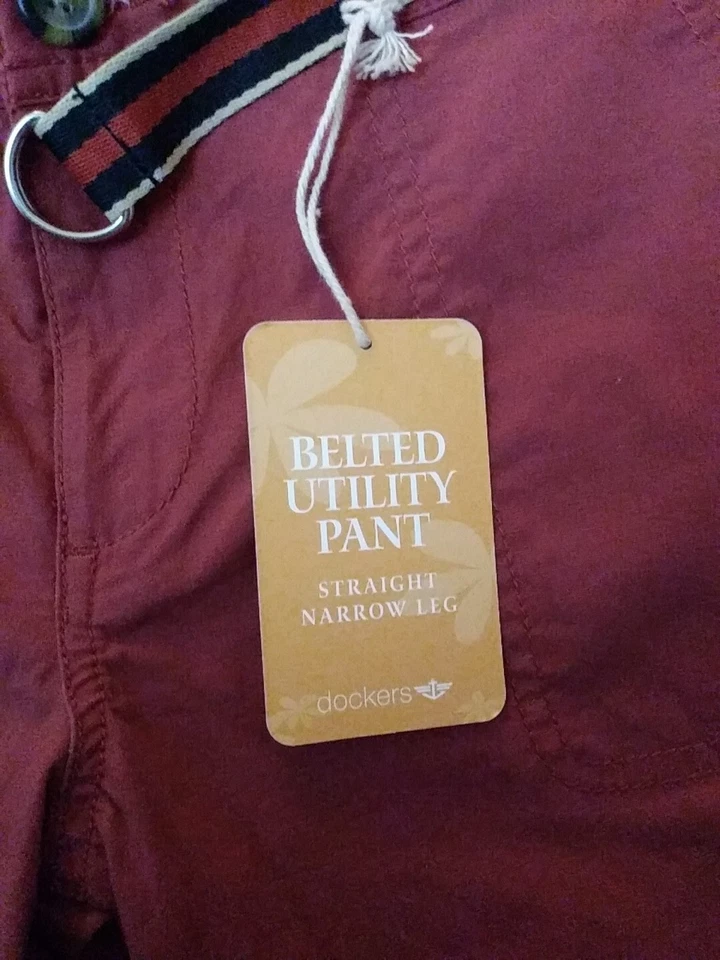 BELTED
UTILITY
PANT
STRAIGHT
NARROW LEG
dockers